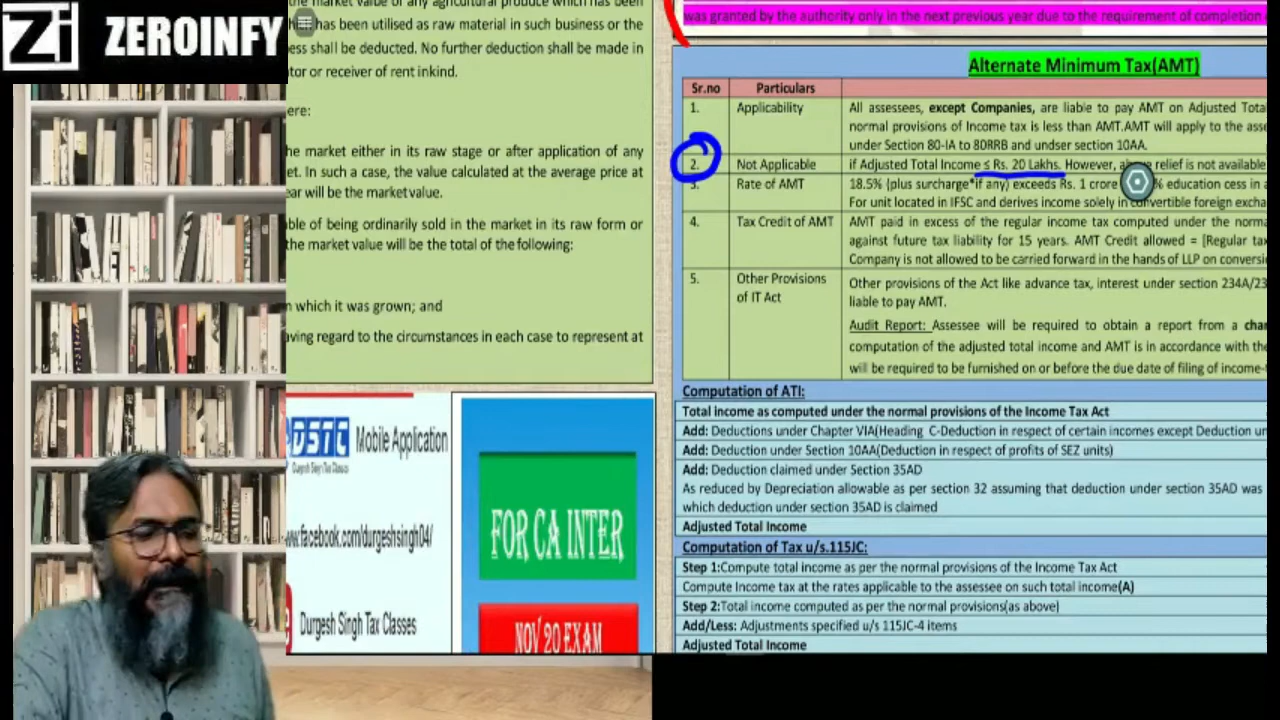 Zi ZEROINFY
the market value of any agricultural produce which has been
has been utilised as raw material in such business or the
ess shall be deducted. No further deduction shall be made in
tor or receiver of rent inkind.
ere:
he market either in its raw stage or after application of any
et. In such a case, the value calculated at the average price at
ear will be the market value.
ble of being ordinarily sold in the market in its raw form or
the market value will be the total of the following:
which it was grown; and
aving regard to the circumstances in each case to represent at
DSTC Mobile Application
Durgesh Singh Tax Classes
www.facebook.com/durgeshsingh04/
Durgesh Singh Tax Classes
FOR CA INTER
NOV 20 EXAM
was granted by the authority only in the next previous year due to the requirement of completion
Alternate Minimum Tax(AMT)
Sr.no Particulars
1. Applicability All assessees, except Companies, are liable to pay AMT on Adjusted Tota
normal provisions of Income tax is less than AMT.AMT will apply to the asse
under Section 80-IA to 80RRB and undser section 10AA.
2. Not Applicable if Adjusted Total Income ≤ Rs. 20 Lakhs. However, relief is not available
3. Rate of AMT 18.5% (plus surcharge*if any) exceeds Rs. 1 crore % education cess in a
For unit located in IFSC and derives income solely in convertible foreign excha
4. Tax Credit of AMT AMT paid in excess of the regular income tax computed under the norma
against future tax liability for 15 years. AMT Credit allowed = [Regular tax
Company is not allowed to be carried forward in the hands of LLP on conversi
5. Other Provisions of IT Act Other provisions of the Act like advance tax, interest under section 234A/23
liable to pay AMT.
Audit Report: Assessee will be required to obtain a report from a char
computation of the adjusted total income and AMT is in accordance with the
will be required to be furnished on or before the due date of filing of income-
Computation of ATI:
Total income as computed under the normal provisions of the Income Tax Act
Add: Deductions under Chapter VIA(Heading C-Deduction in respect of certain incomes except Deduction un
Add: Deduction under Section 10AA(Deduction in respect of profits of SEZ units)
Add: Deduction claimed under Section 35AD
As reduced by Depreciation allowable as per section 32 assuming that deduction under section 35AD was
which deduction under section 35AD is claimed
Adjusted Total Income
Computation of Tax u/s.115JC:
Step 1:Compute total income as per the normal provisions of the Income Tax Act
Compute Income tax at the rates applicable to the assessee on such total income(A)
Step 2:Total income computed as per the normal provisions(as above)
Add/Less: Adjustments specified u/s 115JC-4 items
Adjusted Total Income